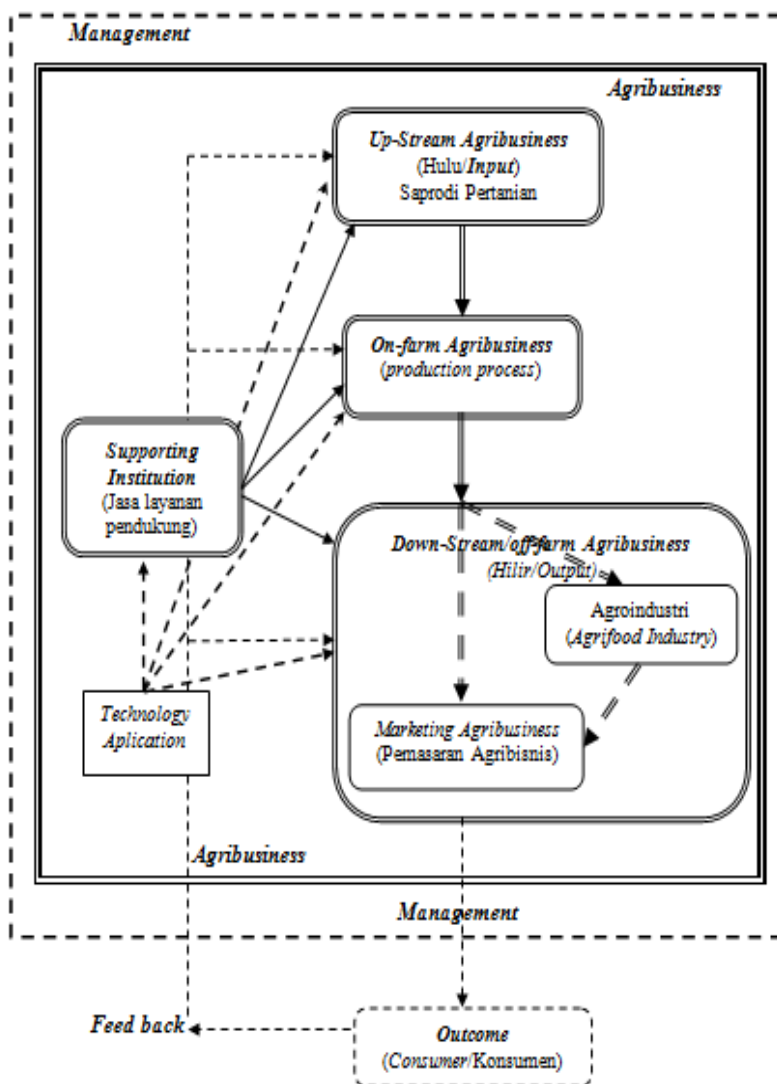 Management
Agribusiness
Up-Stream Agribusiness
(Hulu/Input)
Saprodi Pertanian
On-farm Agribusiness
(production process)
Supporting
Institution
(Jasa layanan
pendukung)
Down-Stream/off-farm Agribusiness
(Hilir/Output)
Agroindustri
(Agrifood Industry)
Technology
Aplication
Marketing Agribusiness
(Pemasaran Agribisnis)
Agribusiness
Management
Feed back
Outcome
(Consumer/Konsumen)